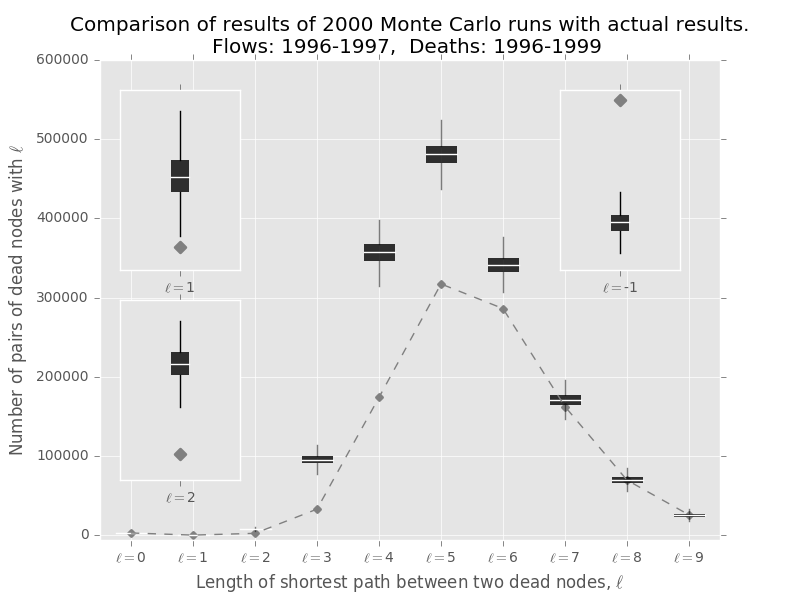 Comparison of results of 2000 Monte Carlo runs with actual results.
Flows: 1996-1997,  Deaths: 1996-1999
Number of pairs of dead nodes with ℓ
600000
500000
400000
300000
200000
100000
0
ℓ=1
ℓ=2
ℓ=-1
ℓ=0 ℓ=1 ℓ=2 ℓ=3 ℓ=4 ℓ=5 ℓ=6 ℓ=7 ℓ=8 ℓ=9
Length of shortest path between two dead nodes, ℓ